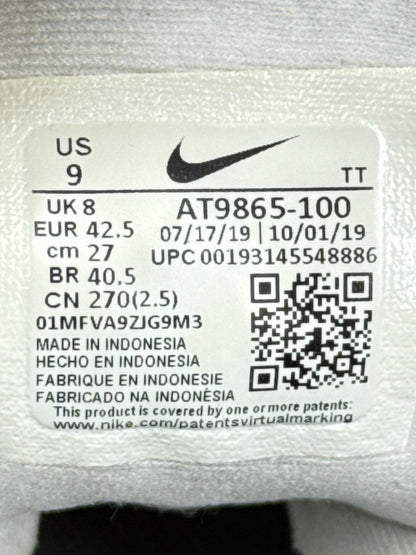 US
9
TT
UK 8
EUR 42.5
cm 27
BR 40.5
CN 270(2.5)
AT9865-100
07/17/19 | 10/01/19
UPC 00193145548886
01MFVA9ZJG9M3
MADE IN INDONESIA
HECHO EN INDONESIA
FABRIQUE EN INDONESIE
FABRICADO NA INDONÉSIA
This product is covered by one or more patents:
www.nike.com/patentsvirtualmarking